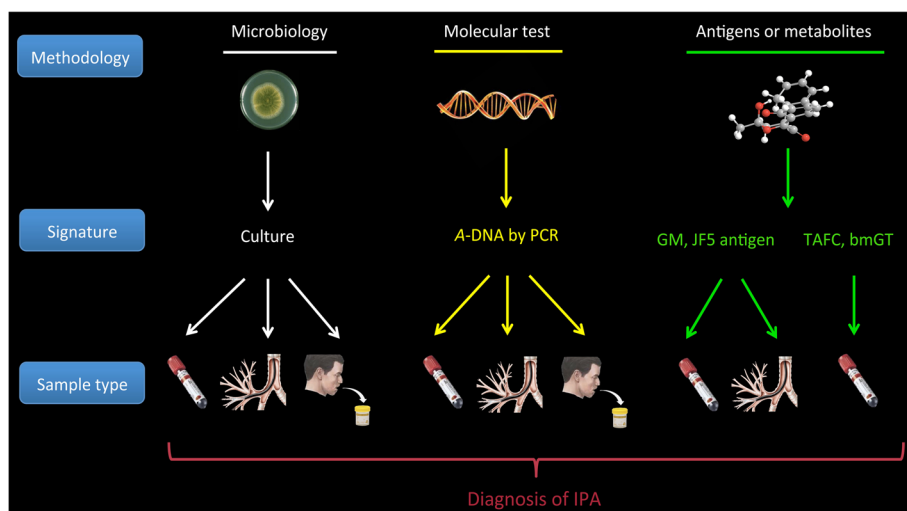 Methodology
Microbiology
Molecular test
Antigens or metabolites
Signature
Culture
A-DNA by PCR
GM, JF5 antigen
TAFC, bmGT
Sample type
Diagnosis of IPA